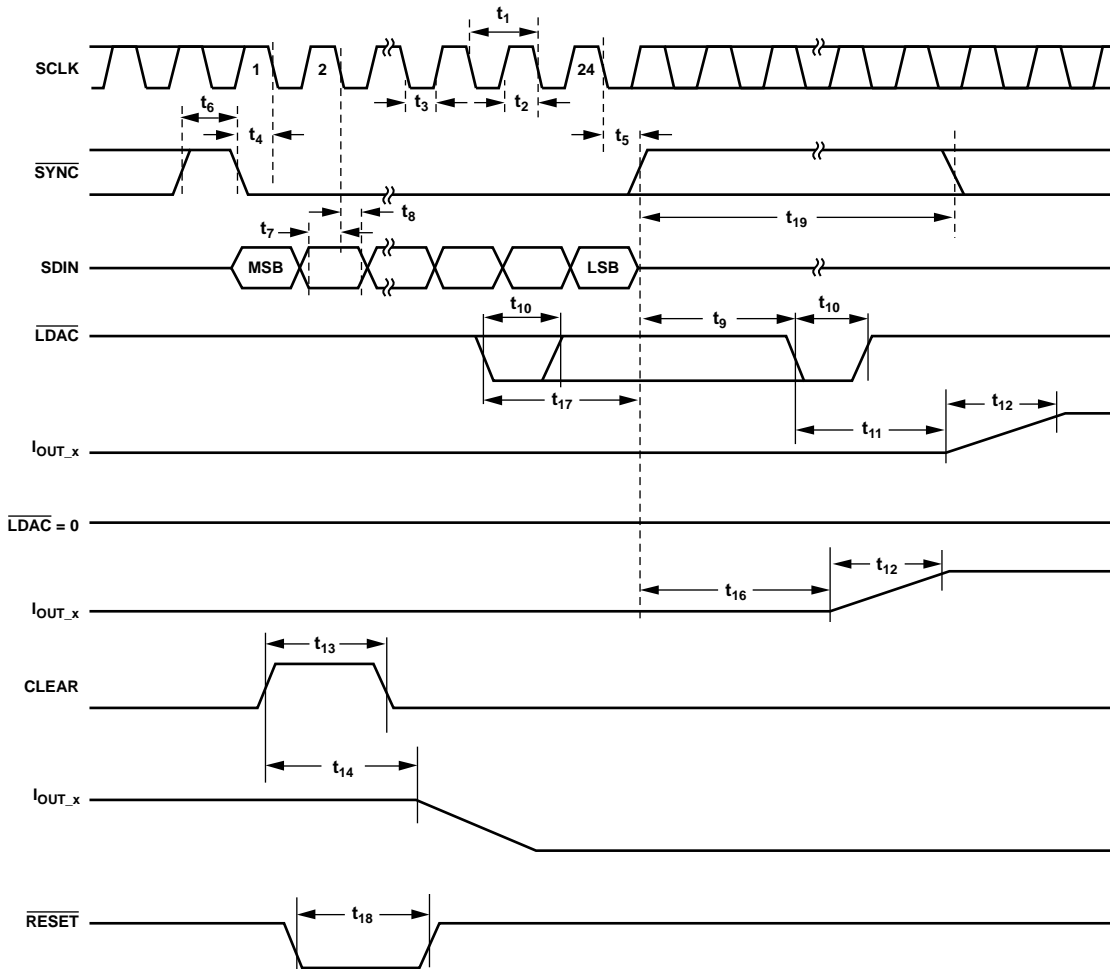 t1
SCLK
1
2
24
t3
t2
t6
t4
t5
SYNC
t19
t8
t7
SDIN
MSB
LSB
t10
t9
t10
LDAC
t17
t12
t11
IOUT_x
LDAC = 0
t12
t16
IOUT_x
t13
CLEAR
t14
IOUT_x
t18
RESET